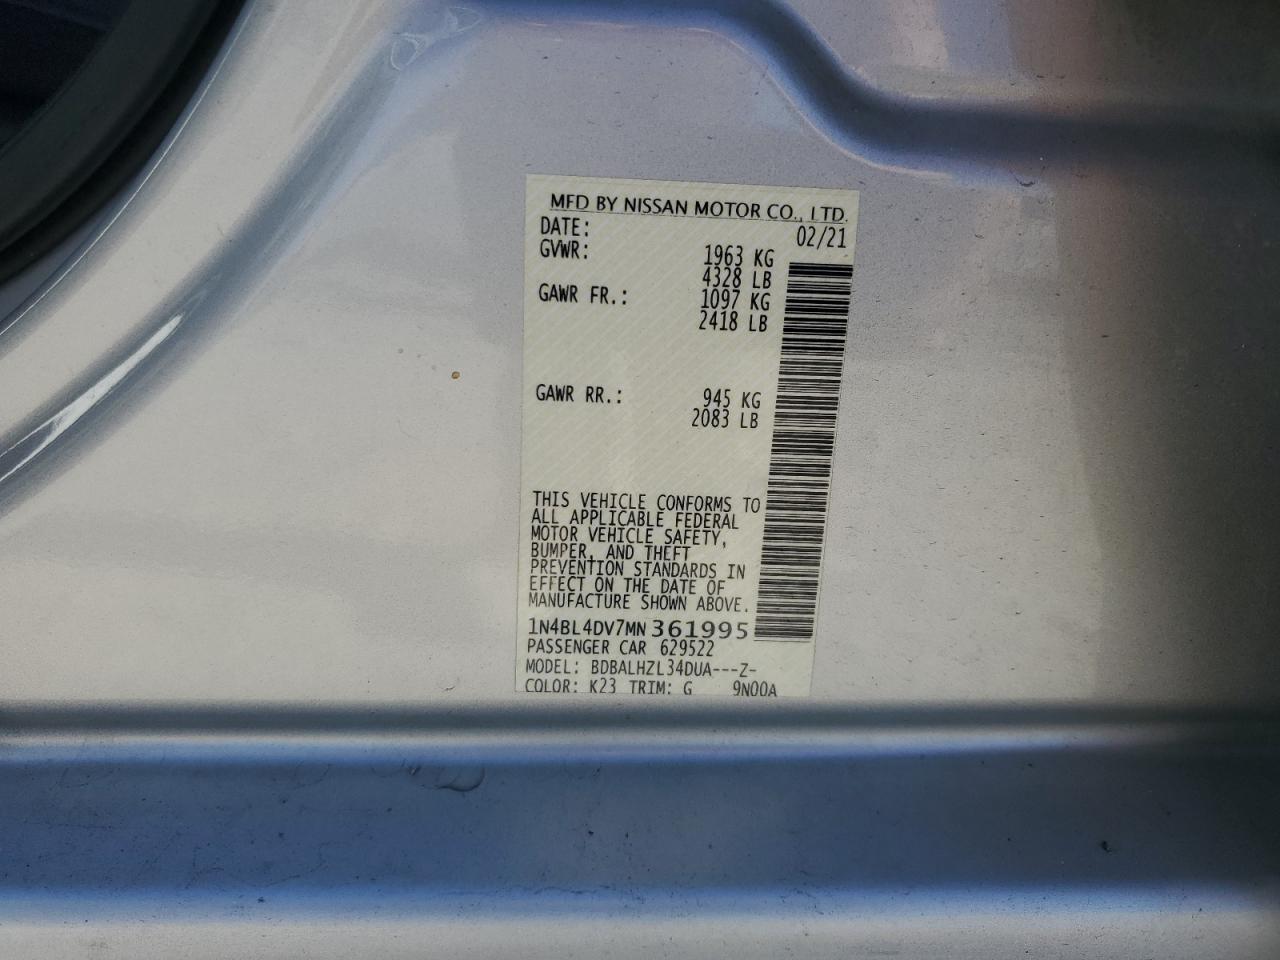 MFD BY NISSAN MOTOR CO., LTD.
DATE: 02/21
GVWR: 1963 KG
4328 LB
GAWR FR.: 1097 KG
2418 LB
GAWR RR.: 945 KG
2083 LB
THIS VEHICLE CONFORMS TO
ALL APPLICABLE FEDERAL
MOTOR VEHICLE SAFETY,
BUMPER, AND THEFT
PREVENTION STANDARDS IN
EFFECT ON THE DATE OF
MANUFACTURE SHOWN ABOVE.
1N4BL4DV7MN361995
PASSENGER CAR 629522
MODEL: BDBALHZL34DUA---Z-
COLOR: K23 TRIM: G 9N00A